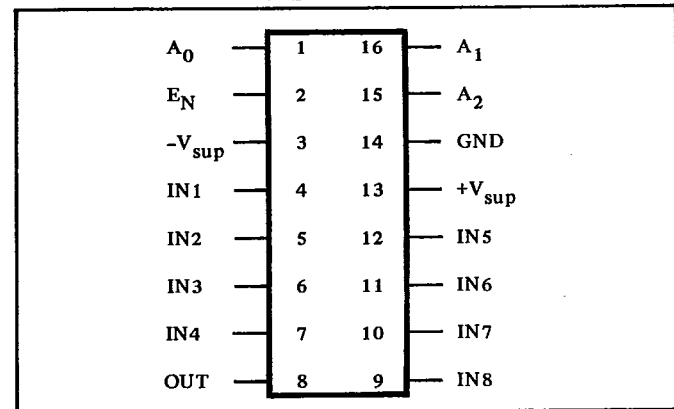 A0 1 16 A1
EN 2 15 A2
-Vsup 3 14 GND
IN1 4 13 +Vsup
IN2 5 12 IN5
IN3 6 11 IN6
IN4 7 10 IN7
OUT 8 9 IN8